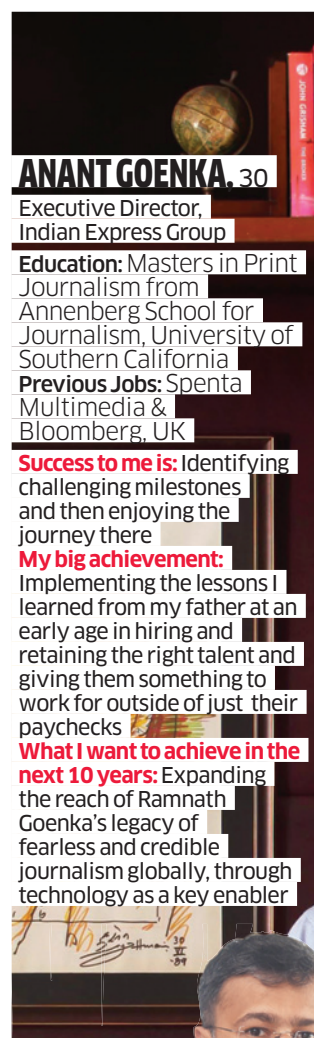 JOHN GRISHAM
ANANT GOENKA, 30
Executive Director,
Indian Express Group
Education: Masters in Print
Journalism from
Annenberg School for
Journalism, University of
Southern California
Previous Jobs: Spenta
Multimedia &
Bloomberg, UK
Success to me is: Identifying
challenging milestones
and then enjoying the
journey there
My big achievement:
Implementing the lessons I
learned from my father at an
early age in hiring and
retaining the right talent and
giving them something to
work for outside of just their
paychecks
What I want to achieve in the
next 10 years: Expanding
the reach of Ramnath
Goenka's legacy of
fearless and credible
journalism globally, through
technology as a key enabler
30